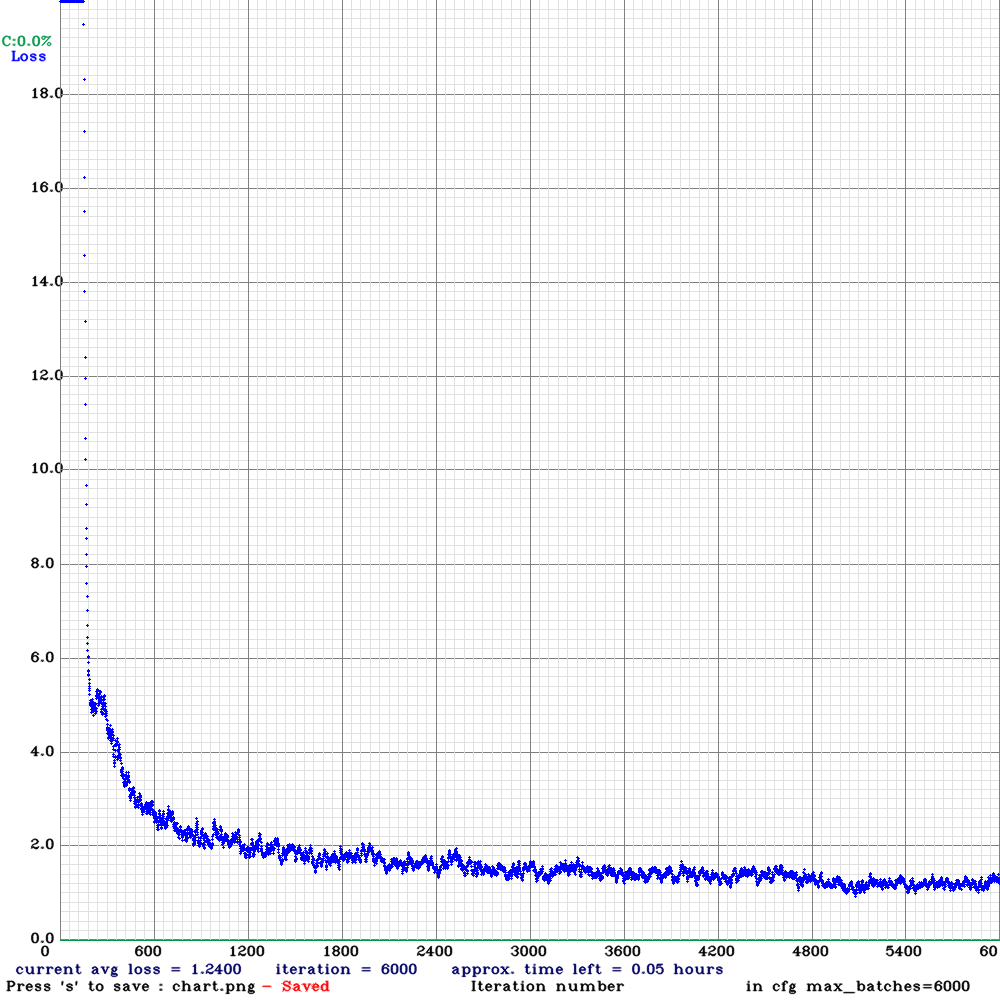 C:0.0%
Loss
18.0
16.0
14.0
12.0
10.0
8.0
6.0
4.0
2.0
0.0
0 600 1200 1800 2400 3000 3600 4200 4800 5400 60
current avg loss = 1.2400 iteration = 6000 approx. time left = 0.05 hours
Press 's' to save : chart.png - Saved Iteration number in cfg max_batches=6000